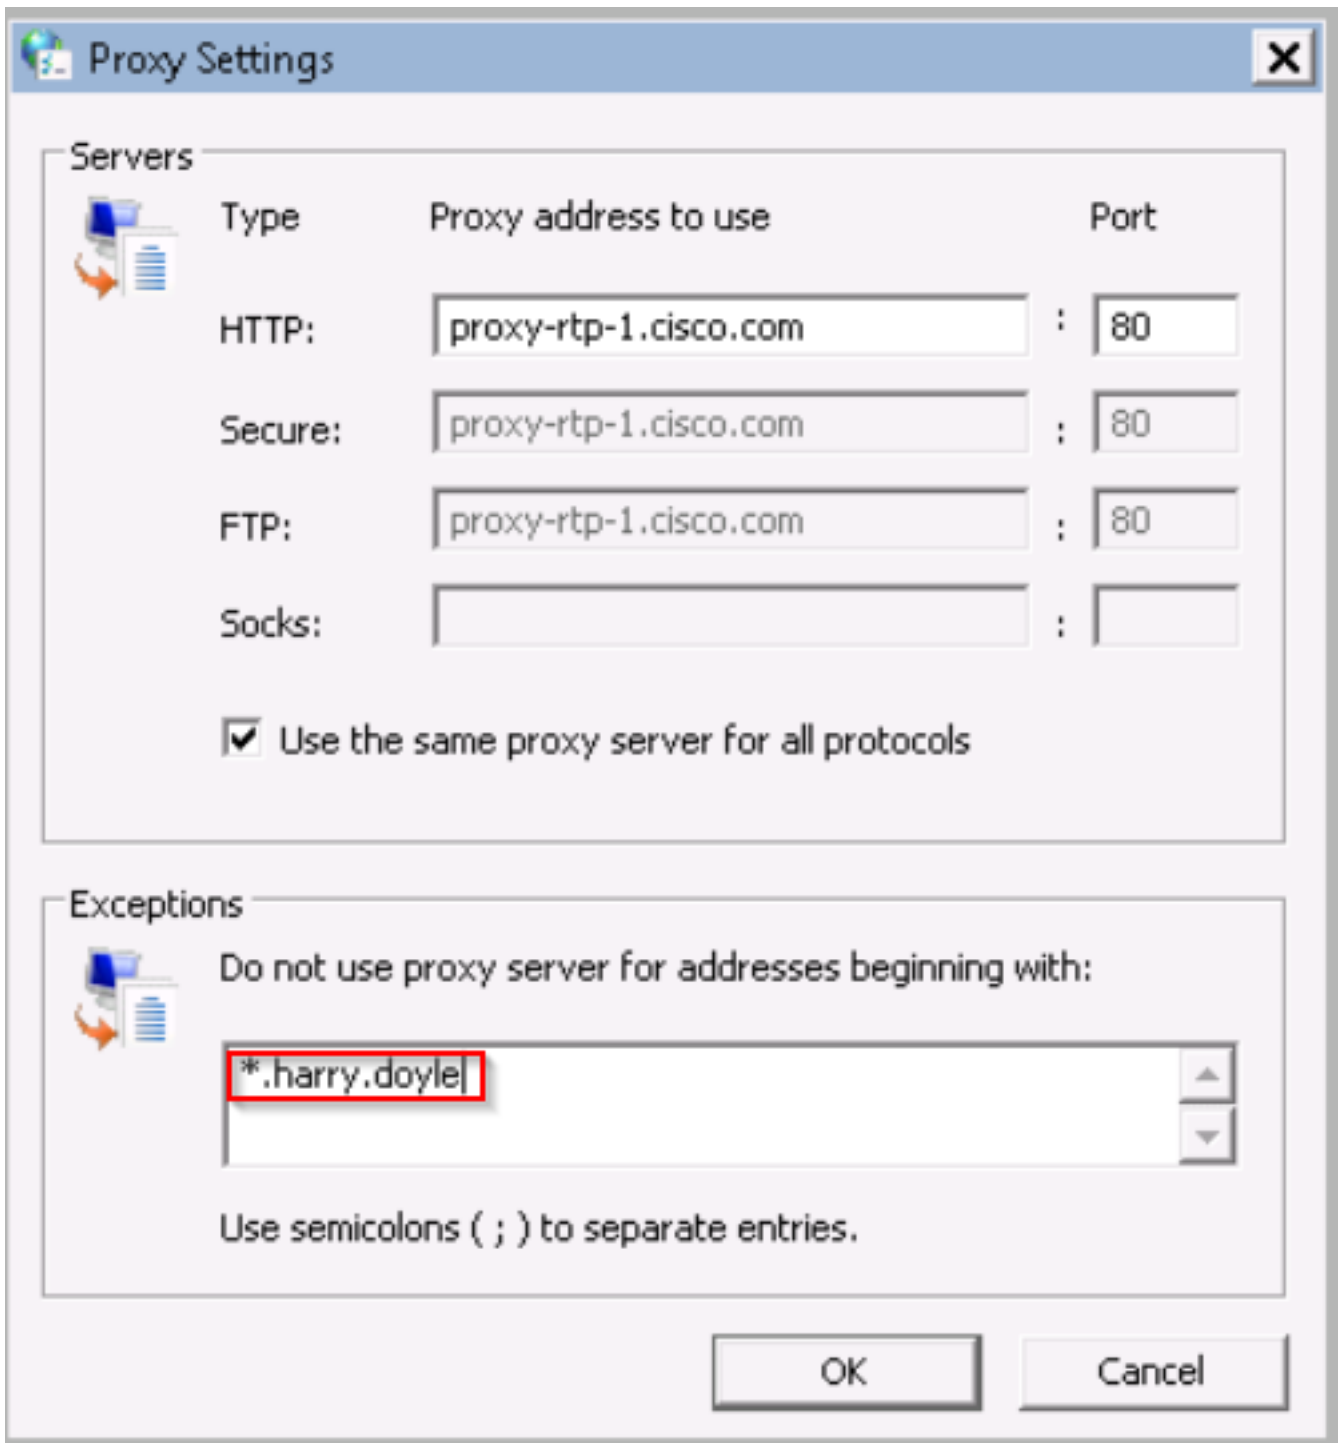 Proxy Settings
Servers
Type Proxy address to use Port
HTTP: proxy-rtp-1.cisco.com : 80
Secure: proxy-rtp-1.cisco.com : 80
FTP: proxy-rtp-1.cisco.com : 80
Socks: :
Use the same proxy server for all protocols
Exceptions
Do not use proxy server for addresses beginning with:
*.harry.doyle
Use semicolons ( ; ) to separate entries.
OK Cancel